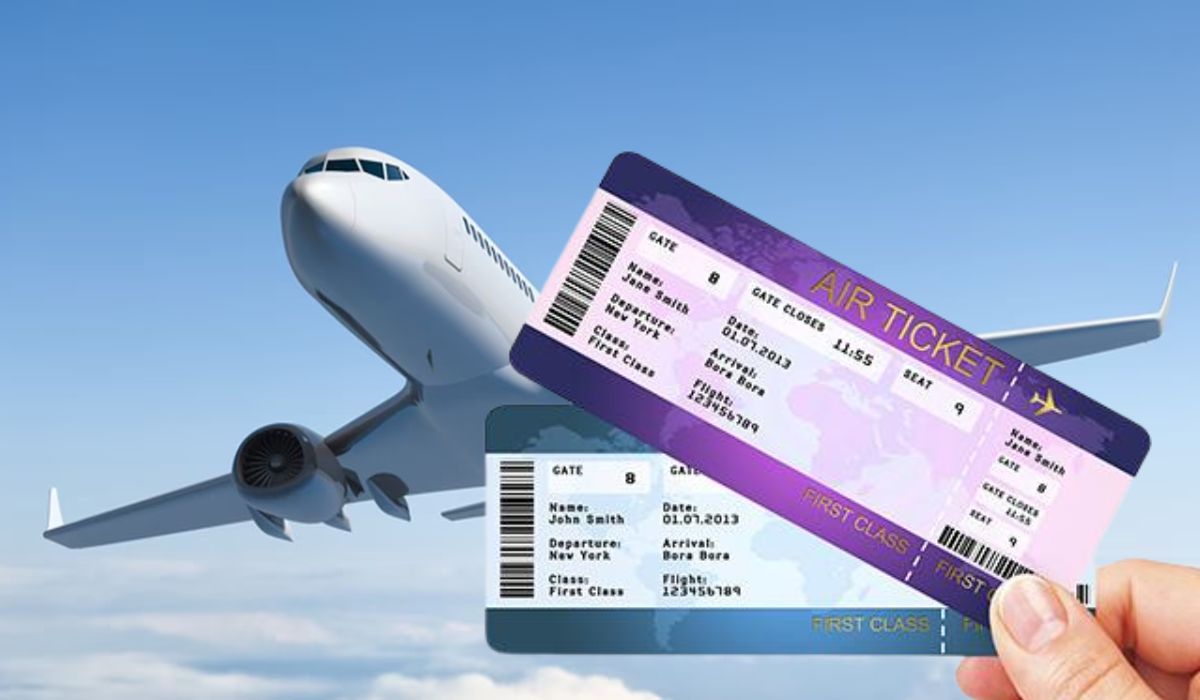 AIR TICKET
GATE
8
GATE CLOSES
11:55
SEAT
9
Name:
Jane Smith
Date:
01.07.2013
Departure:
New York
Arrival:
Bora Bora
Class:
First Class
Flight:
123456789
FIRST CLASS
Name:
Jane Smith
GATE
8
GATE CLOSES
11:55
SEAT
9
FIRST
GATE
8
Name:
John Smith
Date:
01.07.2013
Departure:
New York
Arrival:
Bora Bora
Class:
First Class
Flight:
123456789
FIRST CLASS